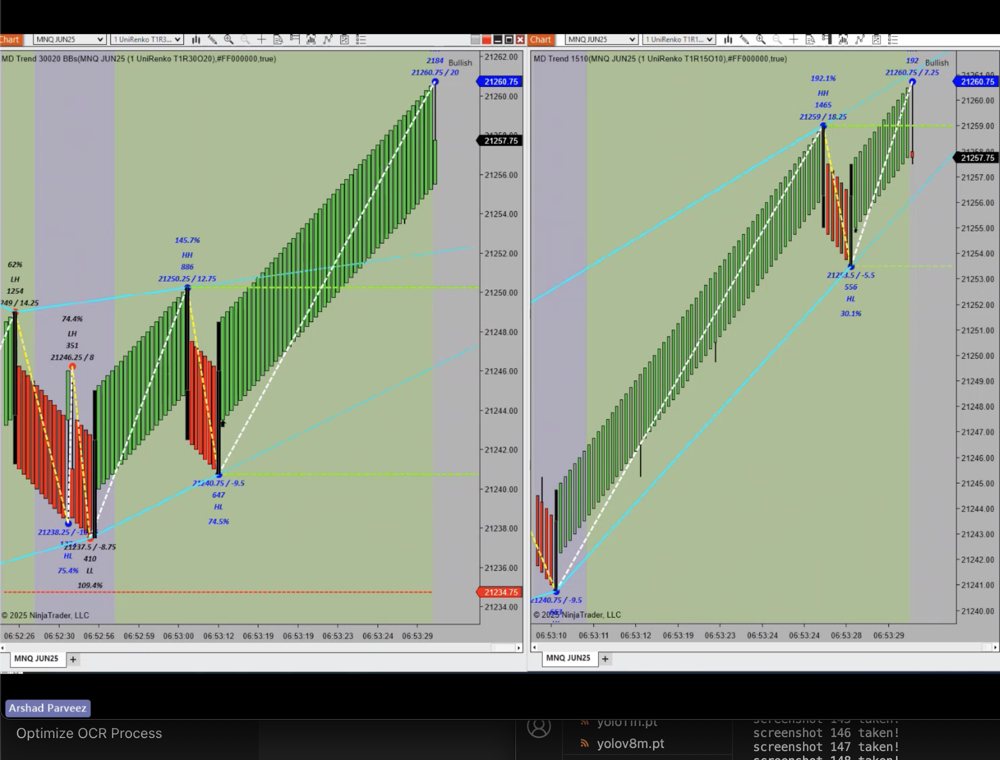 Chart
MNQ JUN25
1 UniRenko T1R3...
Chart
MNQ JUN25
1 UniRenko T1R1...
MD Trend 30020 BBs(MNQ JUN25 (1 UniRenko T1R30O20),#FF000000,true)
2184
Bullish
21260.75 / 20
145.7%
HH
886
21250.25 / 12.75
62%
LH
1254
249 / 14.25
74.4%
LH
351
21246.25 / 8
21238.25 /
HL
75.4%
21237.5 / -8.75
410
LL
109.4%
21240.75 / -9.5
647
HL
74.5%
21262.00
21260.75
21260.00
21257.75
21256.00
21254.00
21252.00
21250.00
21248.00
21246.00
21244.00
21242.00
21240.00
21238.00
21236.00
21234.75
21234.00
© 2025 NinjaTrader, LLC
06:52:26
06:52:30
06:52:56
06:52:59
06:53:00
06:53:12
06:53:19
06:53:19
06:53:23
06:53:24
06:53:29
MNQ JUN25
+
MD Trend 1510(MNQ JUN25 (1 UniRenko T1R15O10),#FF000000,true)
192
Bullish
21260.75 / 7.25
192.1%
HH
1465
21259 / 18.25
21253.5 / -5.5
556
HL
30.1%
21240.75 / -9.5
21260.75
21260.00
21259.00
21257.75
21257.00
21256.00
21255.00
21254.00
21253.00
21252.00
21251.00
21250.00
21249.00
21248.00
21247.00
21246.00
21245.00
21244.00
21243.00
21242.00
21241.00
21240.00
© 2025 NinjaTrader, LLC
06:53:10
06:53:11
06:53:12
06:53:19
06:53:23
06:53:24
06:53:24
06:53:28
06:53:29
MNQ JUN25
+
Arshad Parveez
Optimize OCR Process
yolo11n.pt
yolov8m.pt
screenshot 145 taken!
screenshot 146 taken!
screenshot 147 taken!
screenshot 148 taken!